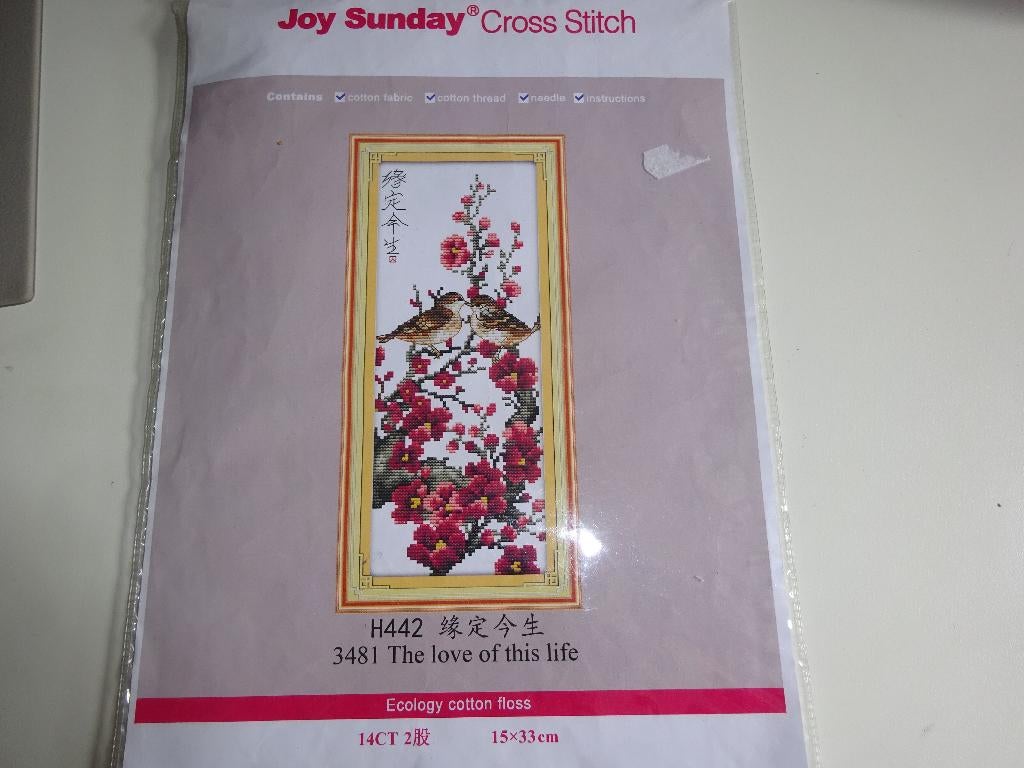 Joy Sunday® Cross Stitch
Contains cotton fabric cotton thread needle instructions
缘定今生
H442 缘定今生
3481 The love of this life
Ecology cotton floss
14CT 2股 15×33cm